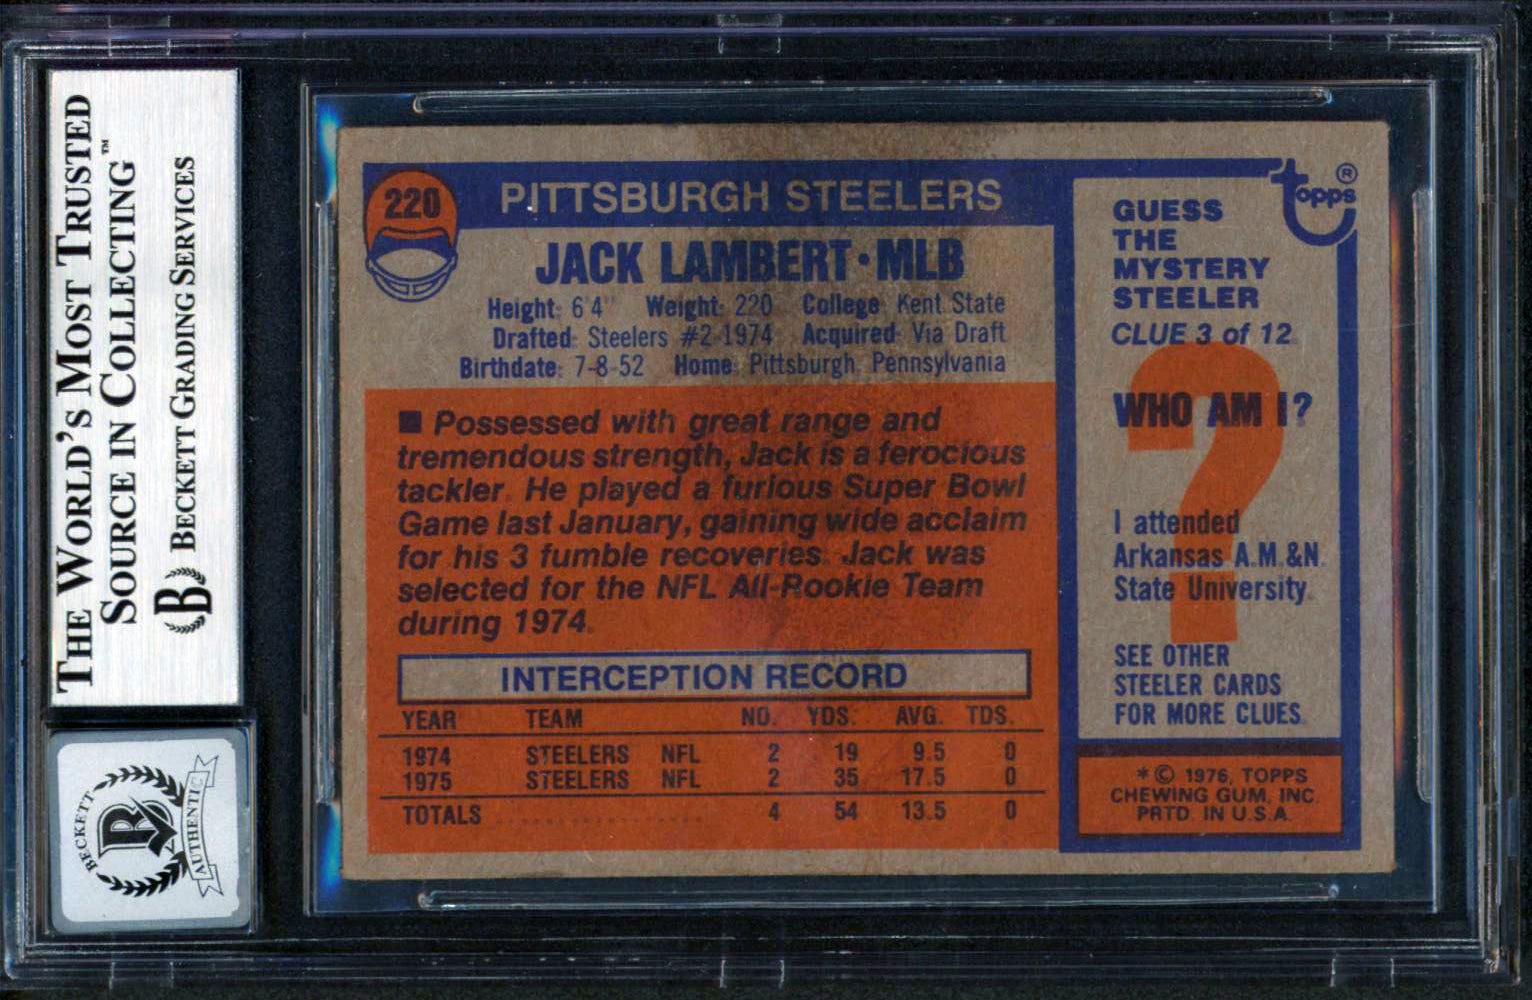 THE WORLD'S MOST TRUSTED
SOURCE IN COLLECTING™
BECKETT GRADING SERVICES
B
BECKETT
B
AUTHENTIC
220
PITTSBURGH STEELERS
JACK LAMBERT·MLB
Height: 6'4" Weight: 220 College: Kent State
Drafted: Steelers #2-1974 Acquired: Via Draft
Birthdate: 7-8-52 Home: Pittsburgh, Pennsylvania
■ Possessed with great range and
tremendous strength, Jack is a ferocious
tackler. He played a furious Super Bowl
Game last January, gaining wide acclaim
for his 3 fumble recoveries. Jack was
selected for the NFL All-Rookie Team
during 1974.
INTERCEPTION RECORD
YEAR TEAM NO. YDS. AVG. TDS.
1974 STEELERS NFL 2 19 9.5 0
1975 STEELERS NFL 2 35 17.5 0
TOTALS .................... 4 54 13.5 0
topps®
GUESS
THE
MYSTERY
STEELER
CLUE 3 of 12
?
WHO AM I?
I attended
Arkansas A.M.&N.
State University.
SEE OTHER
STEELER CARDS
FOR MORE CLUES.
*© 1976, TOPPS
CHEWING GUM, INC.
PRTD. IN U.S.A.